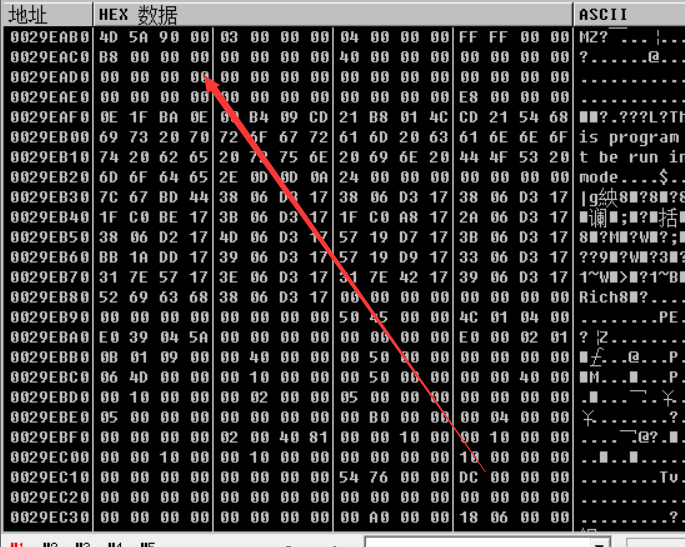 地址 HEX 数据 ASCII
0029EAB0 4D 5A 90 00 03 00 00 00 04 00 00 00 FF FF 00 00 MZ?
0029EAC0 B8 00 00 00 00 00 00 00 40 00 00 00 00 00 00 00 ?......@.......
0029EAD0 00 00 00 00 00 00 00 00 00 00 00 00 00 00 00 00
0029EAE0 00 00 00 00 00 00 00 00 00 00 00 00 E8 00 00 00
0029EAF0 0E 1F BA 0E 00 B4 09 CD 21 B8 01 4C CD 21 54 68 ?.???L?Th
0029EB00 69 73 20 70 72 6F 67 72 61 6D 20 63 61 6E 6E 6F is program
0029EB10 74 20 62 65 20 72 75 6E 20 69 6E 20 44 4F 53 20 t be run in
0029EB20 6D 6F 64 65 2E 0D 0D 0A 24 00 00 00 00 00 00 00 mode....$.
0029EB30 7C 67 BD 44 38 06 D3 17 38 06 D3 17 38 06 D3 17
0029EB40 1F C0 BE 17 3B 06 D3 17 1F C0 A8 17 2A 06 D3 17
0029EB50 38 06 D2 17 4D 06 D3 17 57 19 D7 17 3B 06 D3 17
0029EB60 BB 1A DD 17 39 06 D3 17 57 19 D9 17 33 06 D3 17
0029EB70 31 7E 57 17 3E 06 D3 17 31 7E 42 17 39 06 D3 17
0029EB80 52 69 63 68 38 06 D3 17 00 00 00 00 00 00 00 00 Rich8
0029EB90 00 00 00 00 00 00 00 00 50 45 00 00 4C 01 04 00 ........PE
0029EBA0 E0 39 04 5A 00 00 00 00 00 00 00 00 E0 00 02 01
0029EBB0 0B 01 09 00 00 40 00 00 00 50 00 00 00 00 00 00
0029EBC0 06 4D 00 00 00 10 00 00 00 50 00 00 00 00 40 00
0029EBD0 00 10 00 00 00 02 00 00 05 00 00 00 00 00 00 00
0029EBE0 05 00 00 00 00 00 00 00 00 B0 00 00 00 04 00 00
0029EBF0 00 00 00 00 02 00 40 81 00 00 10 00 00 10 00 00
0029EC00 00 00 10 00 00 10 00 00 00 00 00 00 10 00 00 00
0029EC10 00 00 00 00 00 00 00 00 54 76 00 00 DC 00 00 00 ........Tv
0029EC20 00 00 00 00 00 00 00 00 00 00 00 00 00 00 00 00
0029EC30 00 00 00 00 00 00 00 00 00 A0 00 00 18 06 00 00